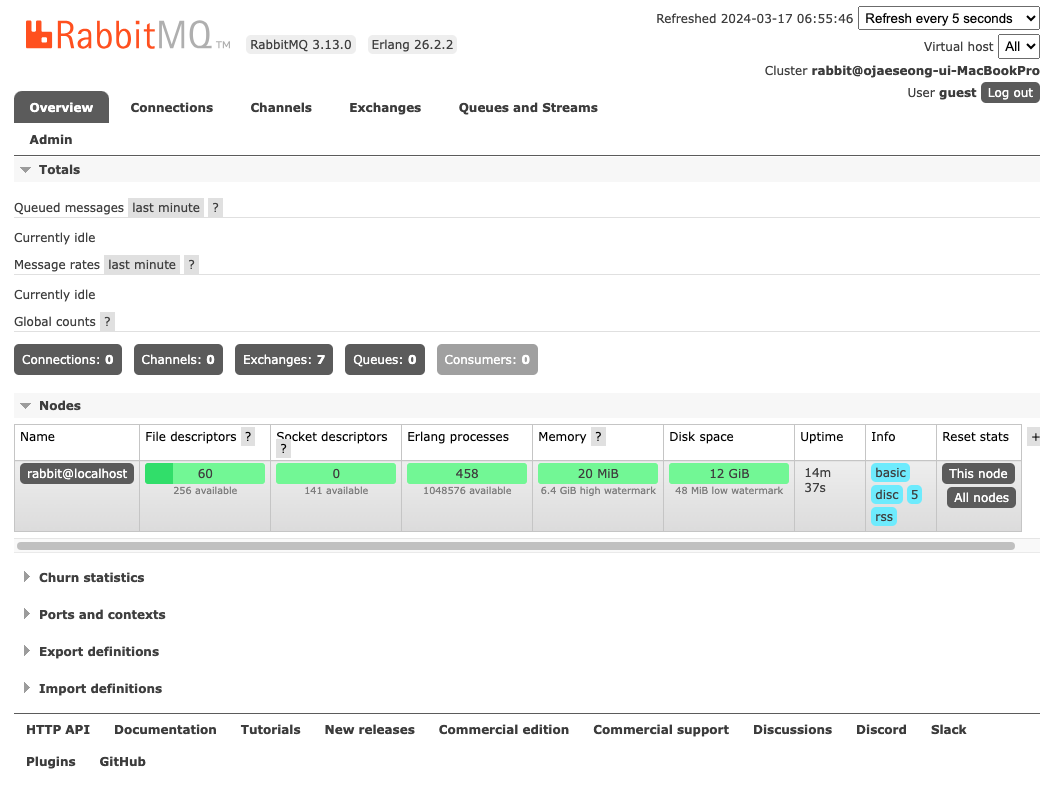 RabbitMQ TM RabbitMQ 3.13.0 Erlang 26.2.2
Refreshed 2024-03-17 06:55:46 Refresh every 5 seconds
Virtual host All
Cluster rabbit@ojaeseong-ui-MacBookPro
User guest Log out
Overview Connections Channels Exchanges Queues and Streams
Admin
Totals
Queued messages last minute ?
Currently idle
Message rates last minute ?
Currently idle
Global counts ?
Connections: 0 Channels: 0 Exchanges: 7 Queues: 0 Consumers: 0
Nodes
Name File descriptors ? Socket descriptors ? Erlang processes Memory ? Disk space Uptime Info Reset stats +
rabbit@localhost 60 0 458 20 MiB 12 GiB 14m 37s basic This node
256 available 141 available 1048576 available 6.4 GiB high watermark 48 MiB low watermark disc 5 All nodes
rss
Churn statistics
Ports and contexts
Export definitions
Import definitions
HTTP API Documentation Tutorials New releases Commercial edition Commercial support Discussions Discord Slack
Plugins GitHub